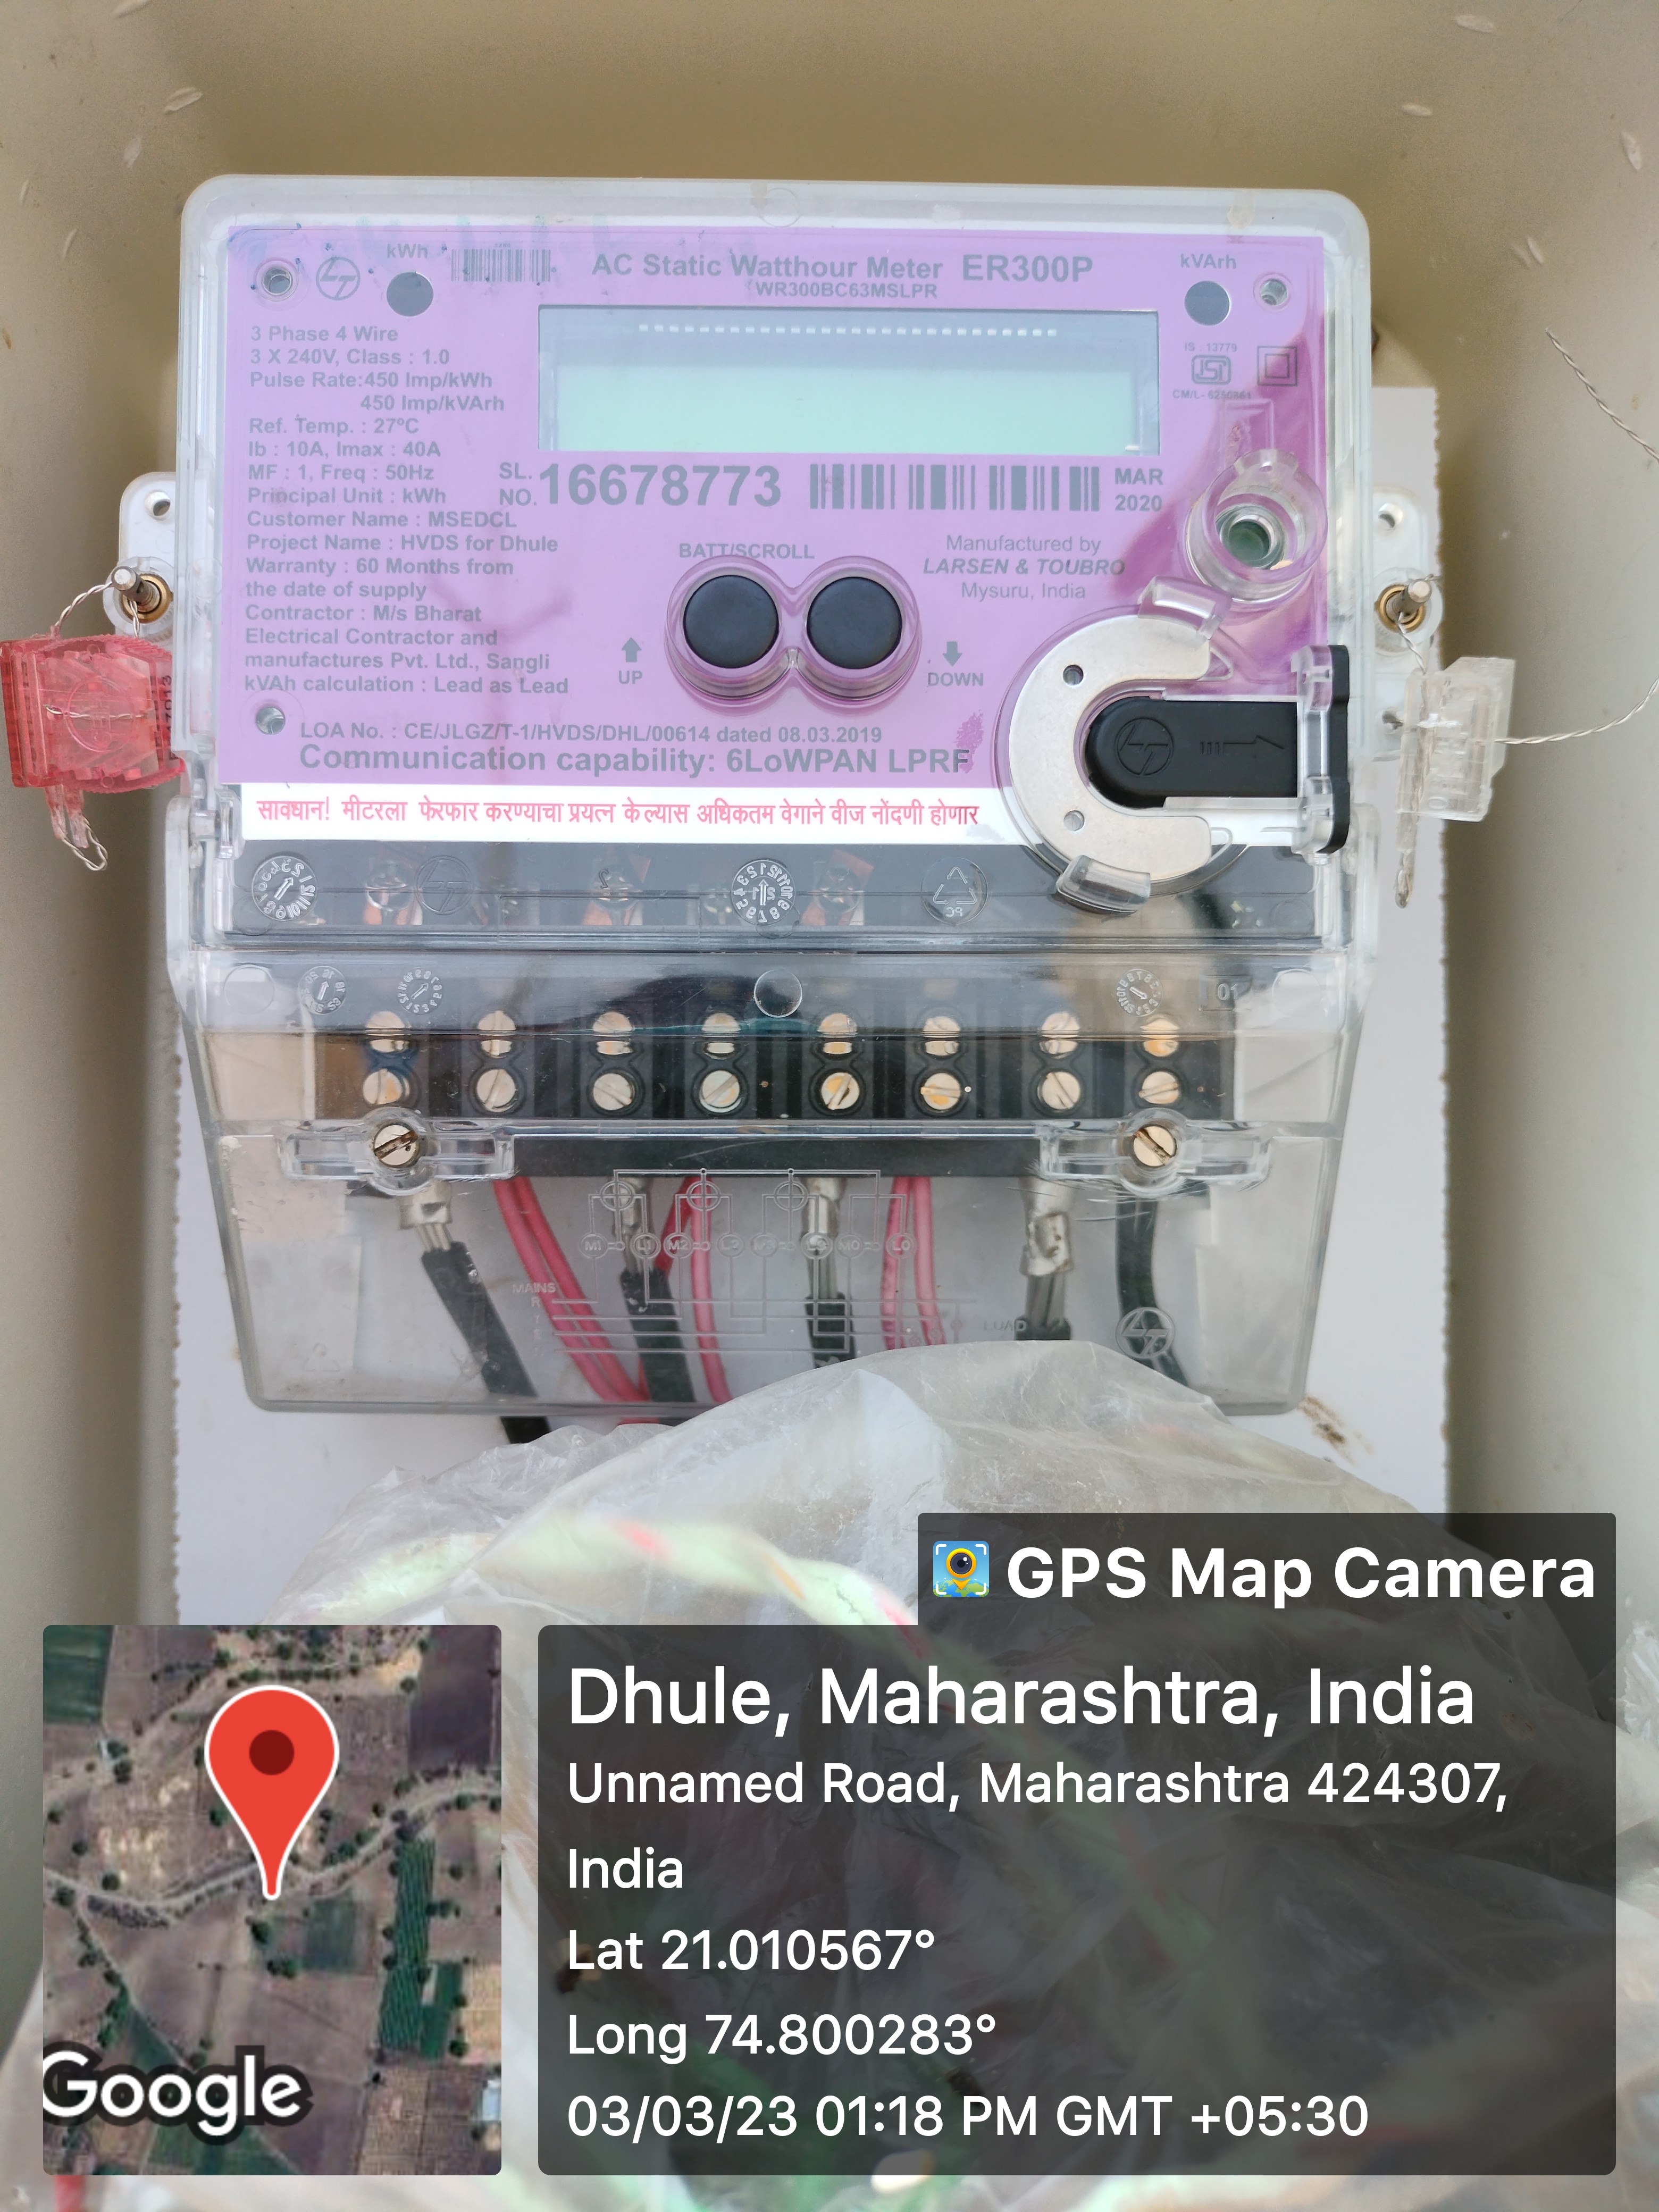 kWh
AC Static Watthour Meter ER300P
WR300BC63MSLPR
kVArh
3 Phase 4 Wire
3 X 240V, Class : 1.0
Pulse Rate:450 Imp/kWh
450 Imp/kVArh
Ref. Temp. : 27ºC
Ib : 10A, Imax : 40A
MF : 1, Freq : 50Hz
Principal Unit : kWh
Customer Name : MSEDCL
Project Name : HVDS for Dhule
Warranty : 60 Months from
the date of supply
Contractor : M/s Bharat
Electrical Contractor and
manufactures Pvt. Ltd., Sangli
kVAh calculation : Lead as Lead
IS : 13779
SL.
NO. 16678773
MAR
2020
BATT/SCROLL
UP
DOWN
Manufactured by
LARSEN & TOUBRO
Mysuru, India
LOA No. : CE/JLGZ/T-1/HVDS/DHL/00614 dated 08.03.2019
Communication capability: 6LoWPAN LPRF
सावधान! मीटरला फेरफार करण्याचा प्रयत्न केल्यास अधिकतम वेगाने वीज नोंदणी होणार
MAINS
LOAD
GPS Map Camera
Dhule, Maharashtra, India
Unnamed Road, Maharashtra 424307,
India
Lat 21.010567°
Long 74.800283°
03/03/23 01:18 PM GMT +05:30
Google